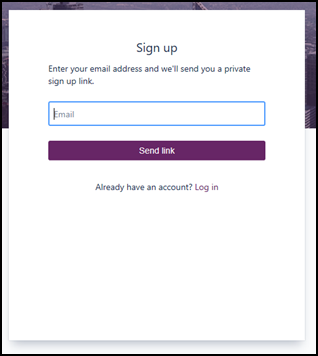 Sign up
Enter your email address and we'll send you a private
sign up link.
Email
Send link
Already have an account? Log in